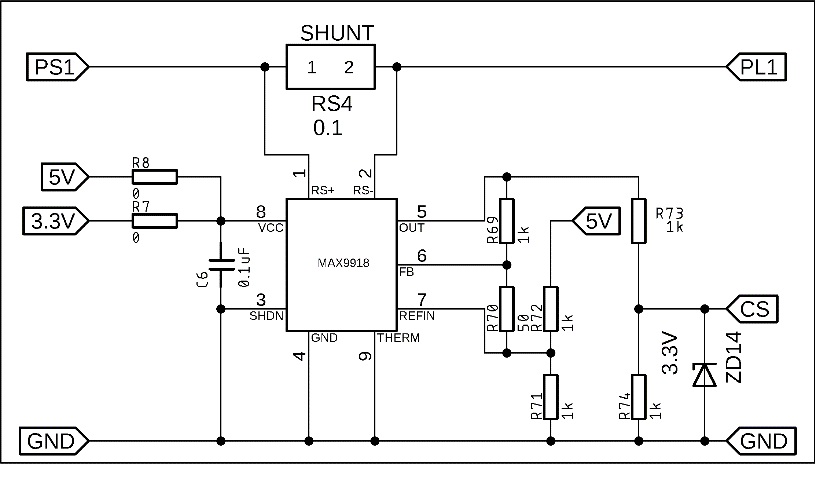 SHUNT
PS1
1 2
PL1
RS4
0.1
1
2
R8
5V
0
RS+
RS-
R7
3.3V
0
8
VCC
5
OUT
R69
1k
5V
R73
1k
MAX9918
6
FB
C6
0.1uF
3
SHDN
7
REFIN
R70
50
R72
1k
CS
GND
THERM
4
9
3.3V
ZD14
R71
1k
R74
1k
GND
GND